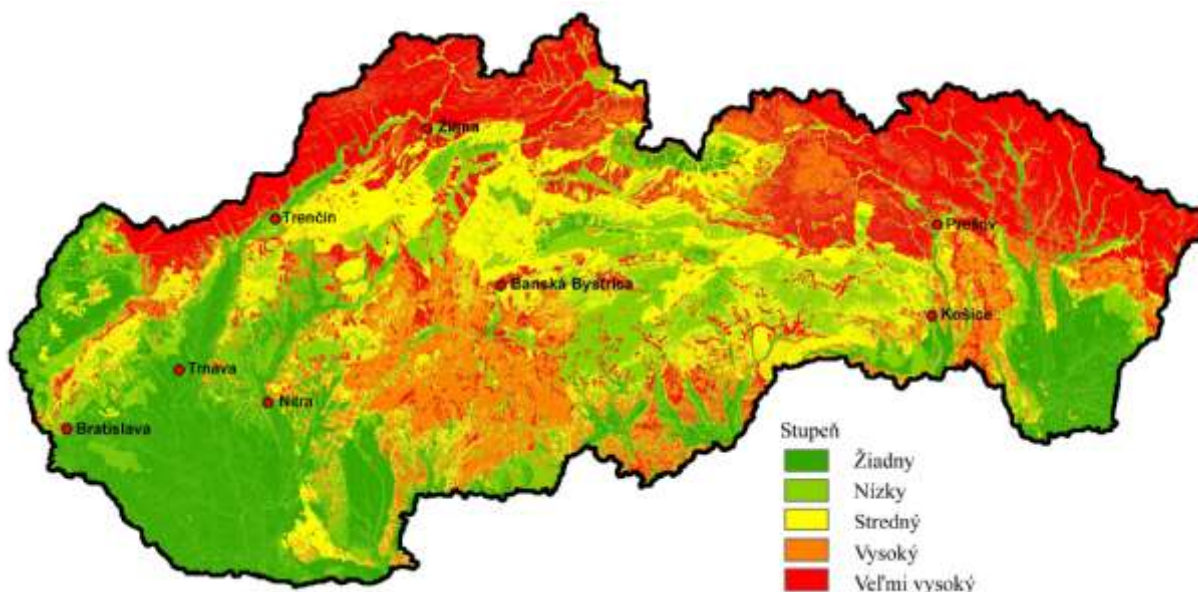 Žilina
Trenčín
Prešov
Banská Bystrica
Košice
Trnava
Nitra
Bratislava
Stupeň
Žiadny
Nízky
Stredný
Vysoký
Veľmi vysoký